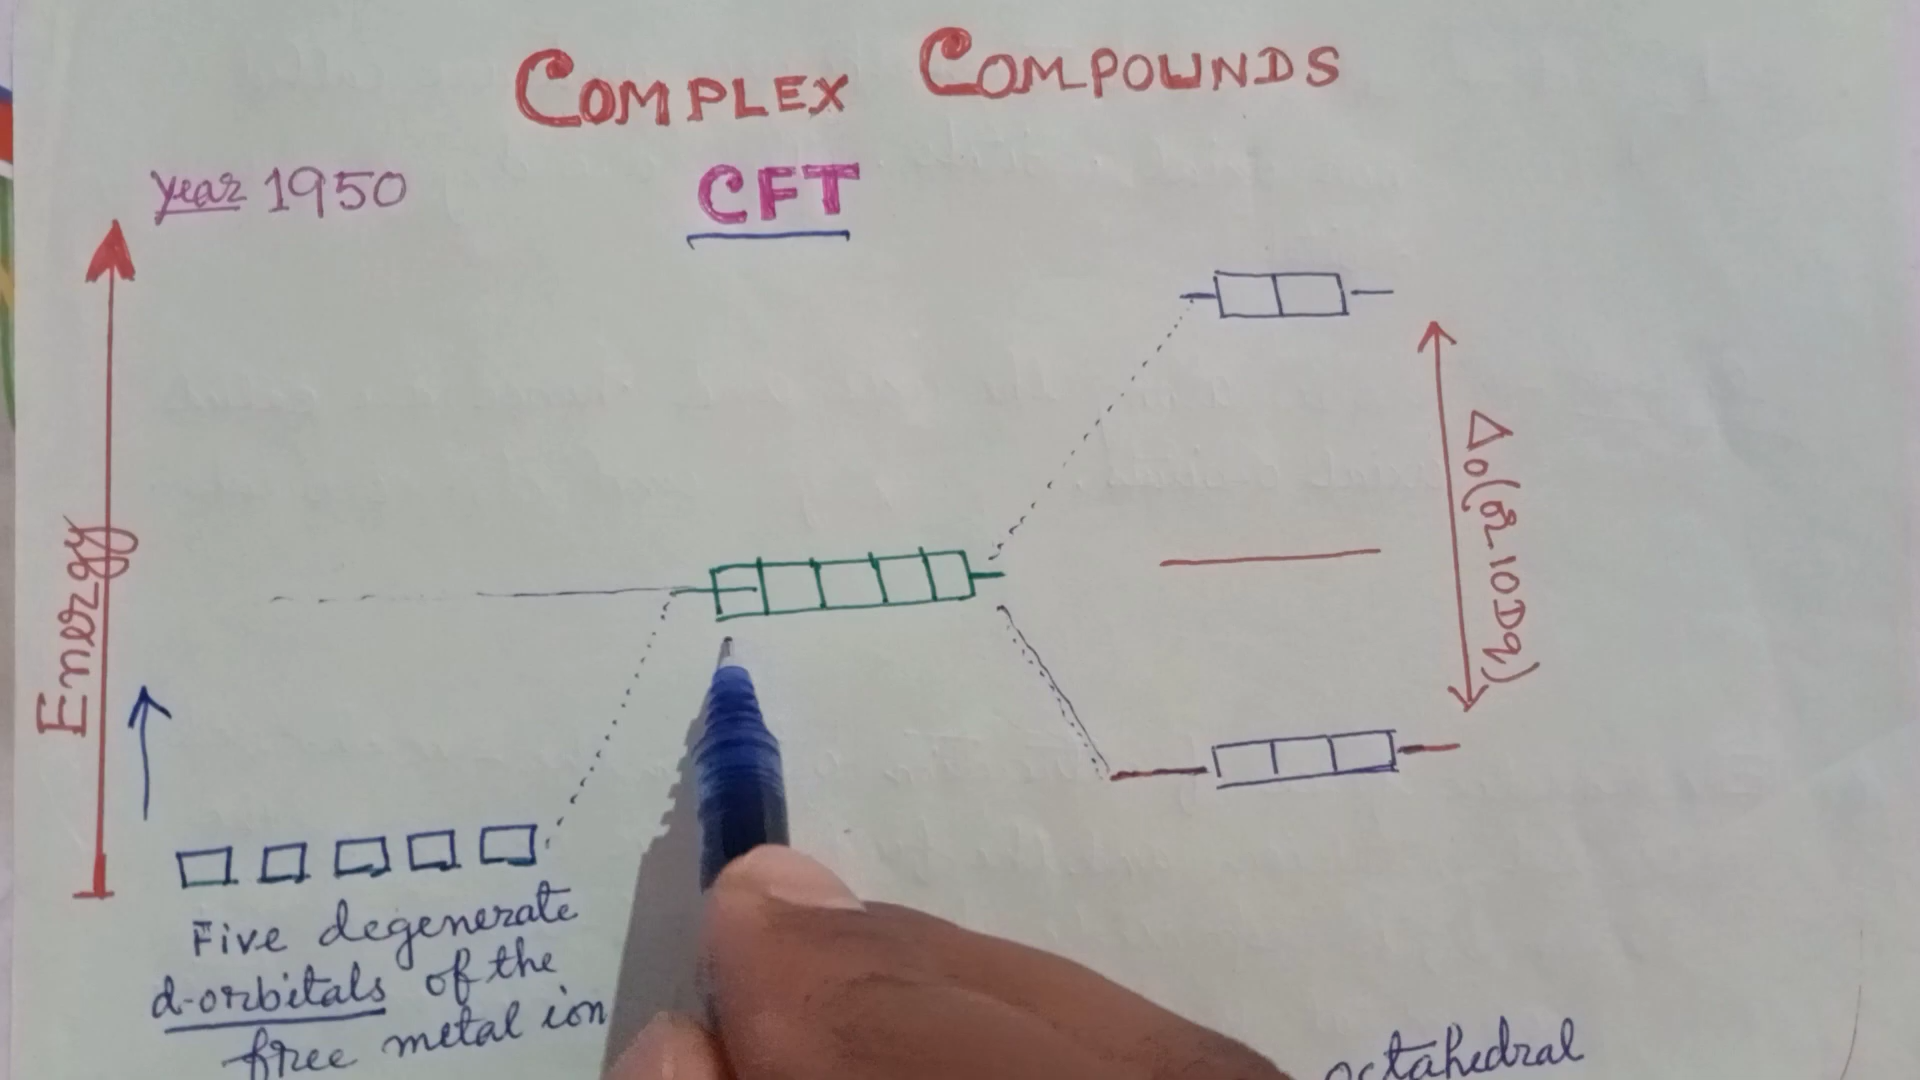 COMPLEX COMPOUNDS
year 1950
CFT
Energy
Δo (or 10Dq)
Five degenerate
d-orbitals of the
free metal ion
octahedral